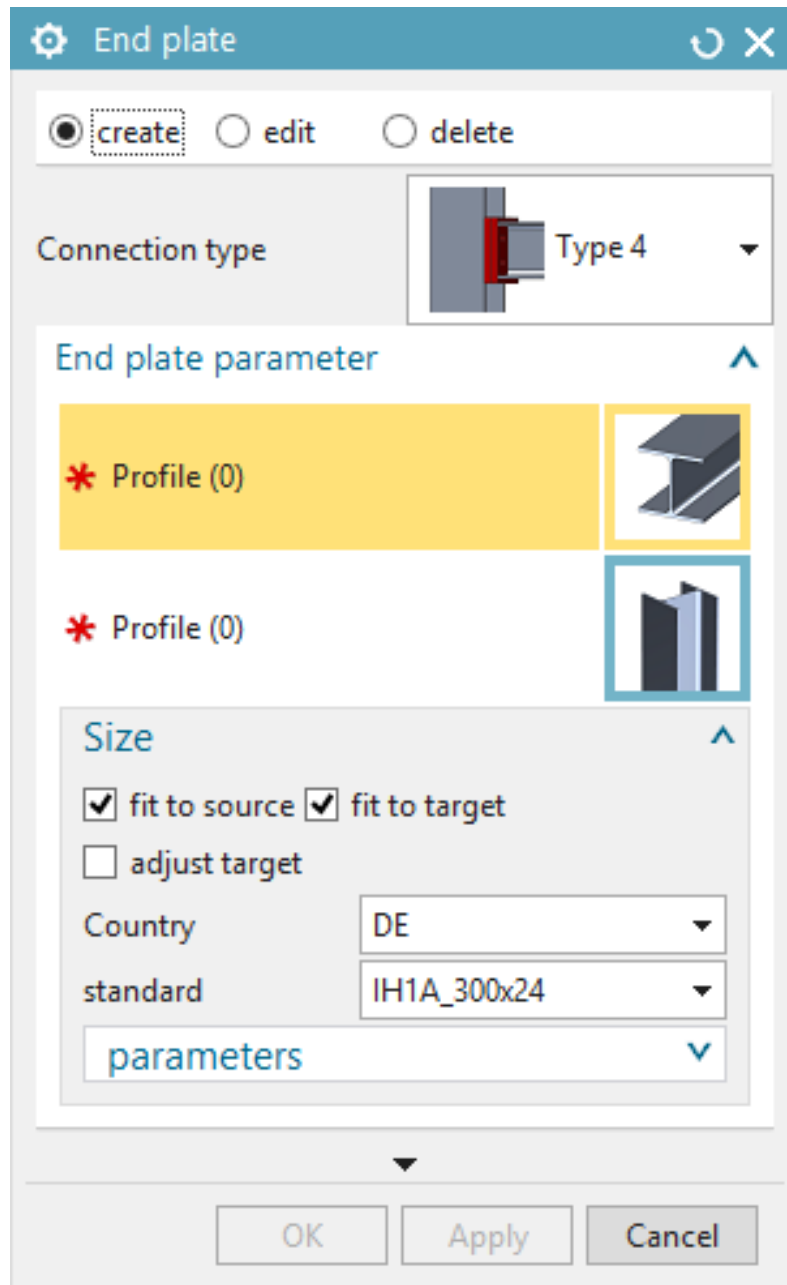 End plate
create edit delete
Connection type Type 4
End plate parameter
* Profile (0)
* Profile (0)
Size
fit to source fit to target
adjust target
Country DE
standard IH1A_300x24
parameters
OK Apply Cancel